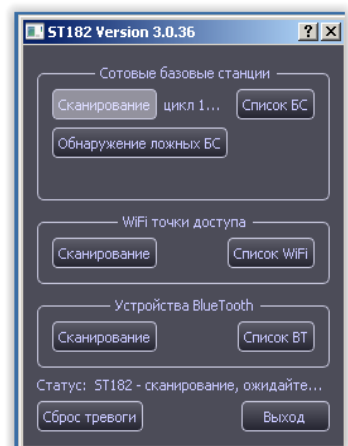 ST182 Version 3.0.36
Сотовые базовые станции
Сканирование цикл 1... Список БС
Обнаружение ложных БС
WiFi точки доступа
Сканирование Список WiFi
Устройства BlueTooth
Сканирование Список BT
Статус: ST182 - сканирование, ожидайте...
Сброс тревоги Выход